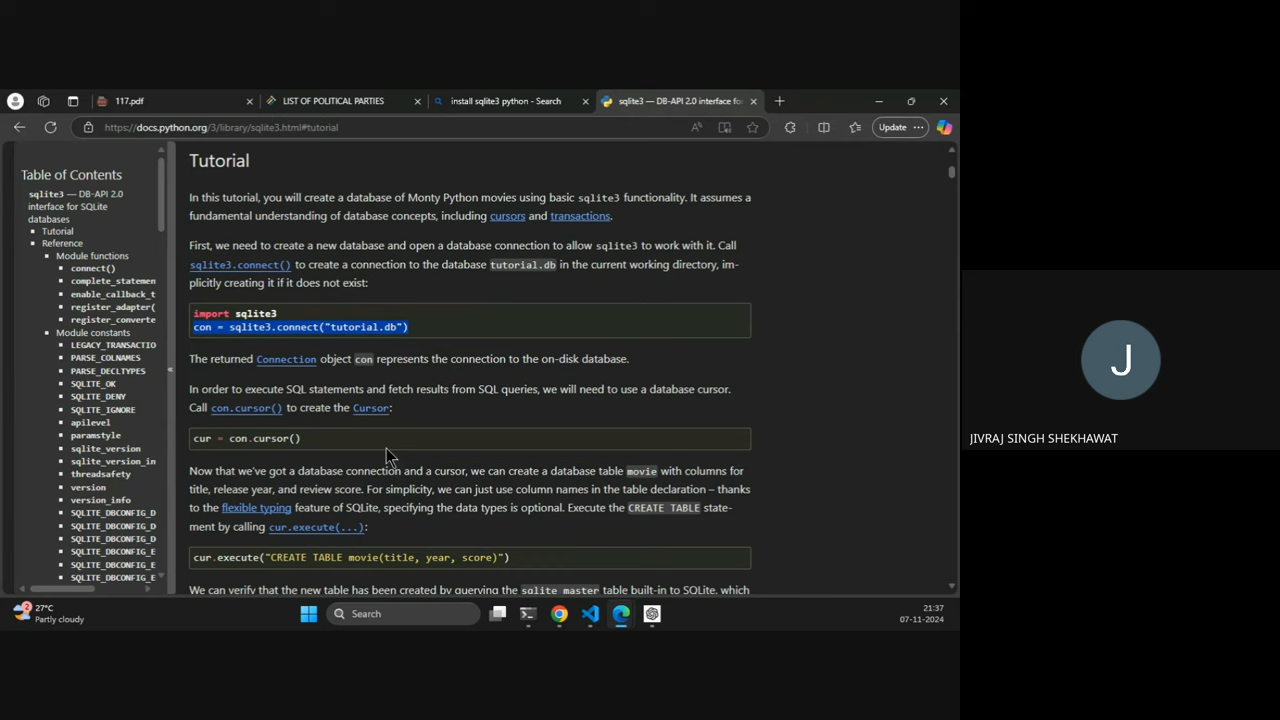 117.pdf
LIST OF POLITICAL PARTIES
install sqlite3 python - Search
sqlite3 — DB-API 2.0 interface for
https://docs.python.org/3/library/sqlite3.html#tutorial
Update
Table of Contents
sqlite3 — DB-API 2.0
interface for SQLite
databases
Tutorial
Reference
Module functions
connect()
complete_statemen
enable_callback_t
register_adapter(
register_converte
Module constants
LEGACY_TRANSACTIO
PARSE_COLNAMES
PARSE_DECLTYPES
SQLITE_OK
SQLITE_DENY
SQLITE_IGNORE
apilevel
paramstyle
sqlite_version
sqlite_version_in
threadsafety
version
version_info
SQLITE_DBCONFIG_D
SQLITE_DBCONFIG_D
SQLITE_DBCONFIG_D
SQLITE_DBCONFIG_E
SQLITE_DBCONFIG_E
SQLITE_DBCONFIG_E
Tutorial
In this tutorial, you will create a database of Monty Python movies using basic sqlite3 functionality. It assumes a
fundamental understanding of database concepts, including cursors and transactions.
First, we need to create a new database and open a database connection to allow sqlite3 to work with it. Call
sqlite3.connect() to create a connection to the database tutorial.db in the current working directory, im-
plicitly creating it if it does not exist:
import sqlite3
con = sqlite3.connect("tutorial.db")
The returned Connection object con represents the connection to the on-disk database.
In order to execute SQL statements and fetch results from SQL queries, we will need to use a database cursor.
Call con.cursor() to create the Cursor:
cur = con.cursor()
Now that we've got a database connection and a cursor, we can create a database table movie with columns for
title, release year, and review score. For simplicity, we can just use column names in the table declaration – thanks
to the flexible typing feature of SQLite, specifying the data types is optional. Execute the CREATE TABLE state-
ment by calling cur.execute(...):
cur.execute("CREATE TABLE movie(title, year, score)")
We can verify that the new table has been created by querying the sqlite_master table built-in to SQLite, which
J
JIVRAJ SINGH SHEKHAWAT
2
27°C
Partly cloudy
Search
21:37
07-11-2024